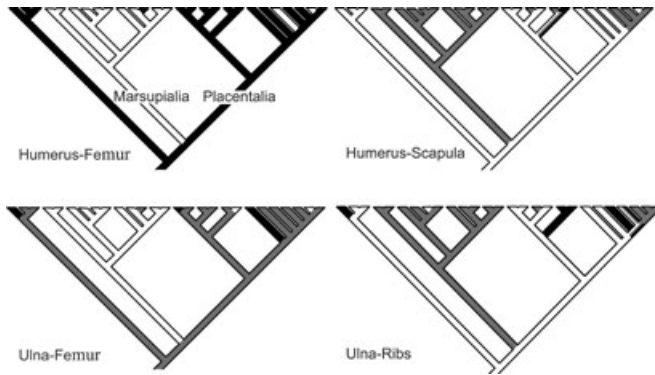 Marsupialia Placentalia
Humerus-Femur
Humerus-Scapula
Ulna-Femur
Ulna-Ribs